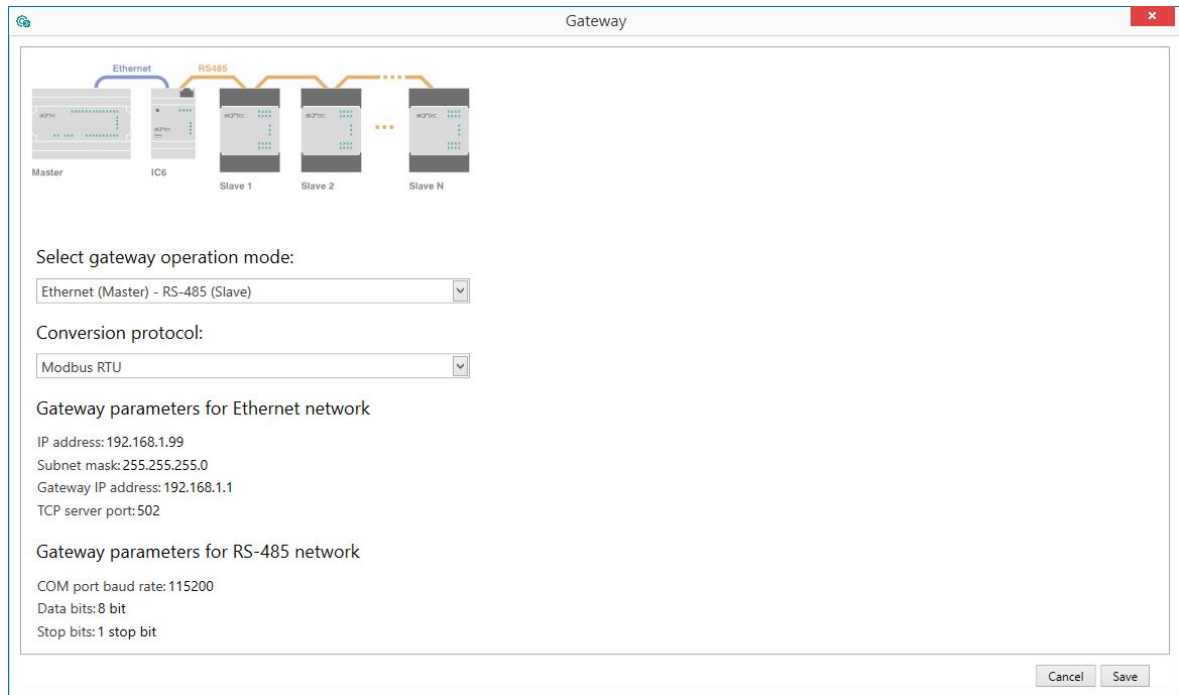 Gateway
Ethernet
RS485
Master
IC6
Slave 1
Slave 2
Slave N
Select gateway operation mode:
Ethernet (Master) - RS-485 (Slave)
Conversion protocol:
Modbus RTU
Gateway parameters for Ethernet network
IP address: 192.168.1.99
Subnet mask: 255.255.255.0
Gateway IP address: 192.168.1.1
TCP server port: 502
Gateway parameters for RS-485 network
COM port baud rate: 115200
Data bits: 8 bit
Stop bits: 1 stop bit
Cancel
Save